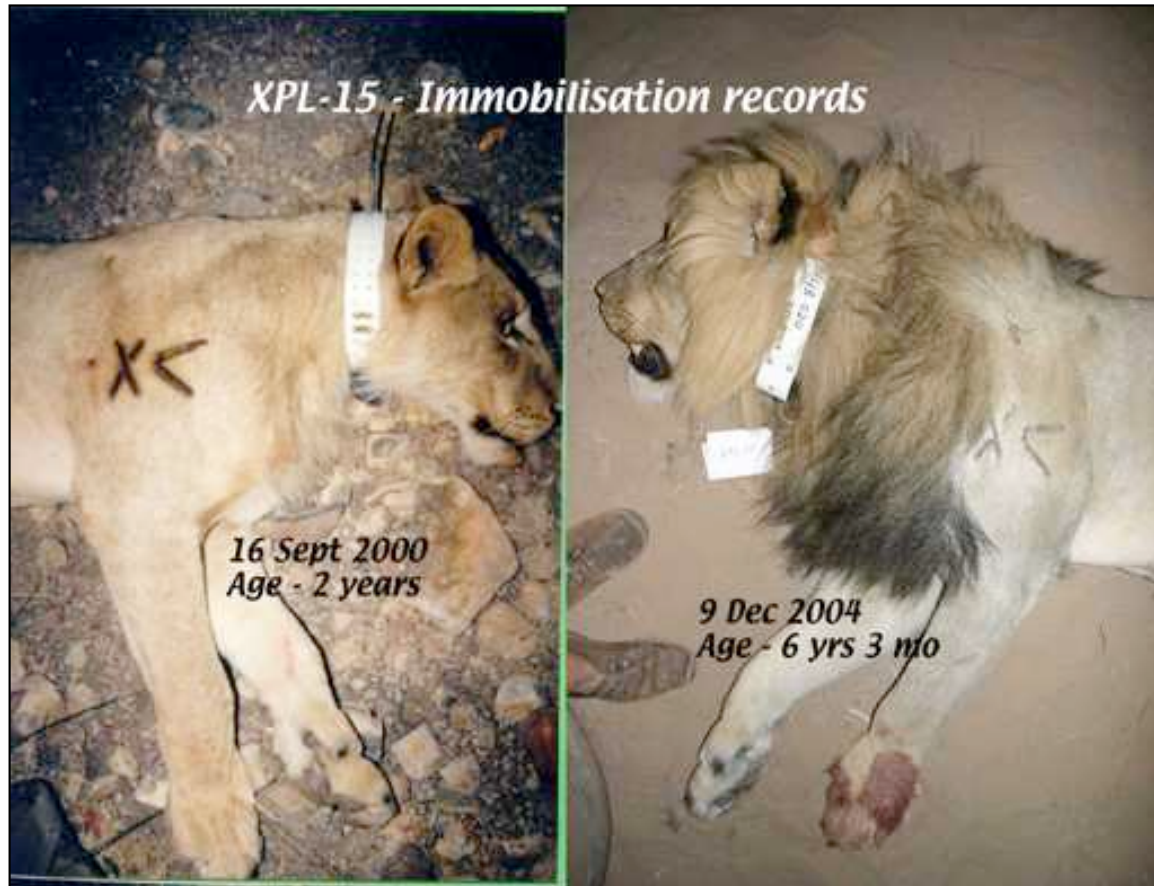 XPL-15 - Immobilisation records
X<
16 Sept 2000
Age - 2 years
9 Dec 2004
Age - 6 yrs 3 mo